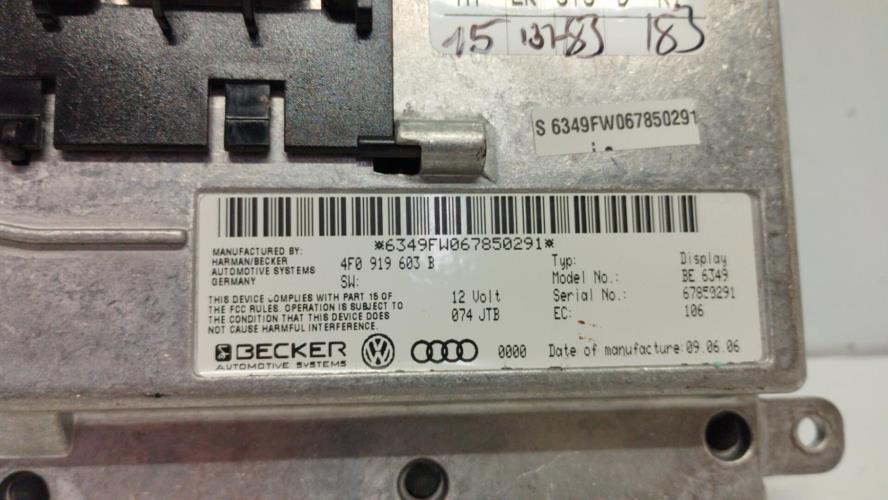 15 137-83 183
S 6349FW067850291
*6349FW067850291*
MANUFACTURED BY:
HARMAN/BECKER
AUTOMOTIVE SYSTEMS
GERMANY
4F0 919 603 B
SW:
Typ: Display
Model No.: BE 6349
Serial No.: 67850291
EC: 106
12 Volt
074 JTB
THIS DEVICE COMPLIES WITH PART 15 OF
THE FCC RULES. OPERATION IS SUBJECT TO
THE CONDITION THAT THIS DEVICE DOES
NOT CAUSE HARMFUL INTERFERENCE.
BECKER
AUTOMOTIVE SYSTEMS
0000
Date of manufacture: 09.06.06